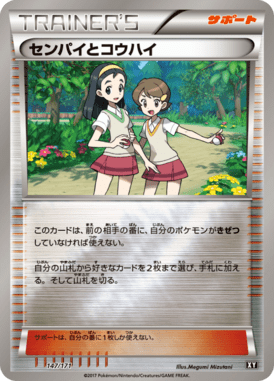 TRAINER'S
サポート
センパイとコウハイ
このカードは、前の相手の番に、自分のポケモンがきぜつ
していなければ使えない。
自分の山札から好きなカードを2枚まで選び、手札に加え
る。そして山札を切る。
サポートは、自分の番に1枚しか使えない。
147/171
Illus.Megumi Mizutani
XY
©2017 Pokémon/Nintendo/Creatures/GAME FREAK.